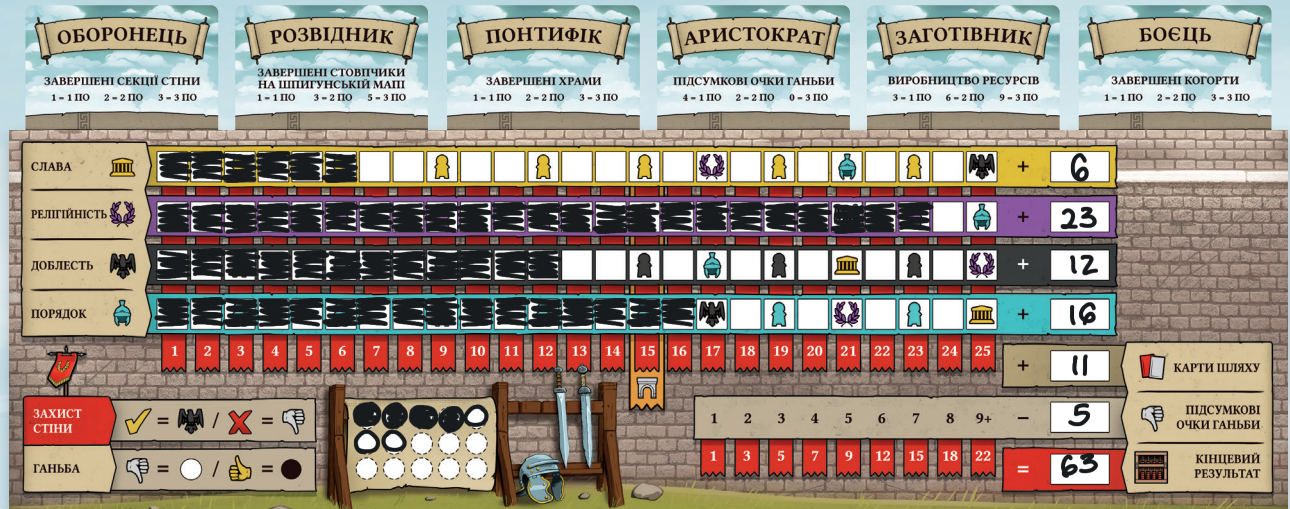 ОБОРОНЕЦЬ
ЗАВЕРШЕНІ СЕКЦІЇ СТІНИ
1 = 1 ПО 2 = 2 ПО 3 = 3 ПО
РОЗВІДНИК
ЗАВЕРШЕНІ СТОВПЧИКИ
НА ШПИГУНСЬКІЙ МАПІ
1 = 1 ПО 3 = 2 ПО 5 = 3 ПО
ПОНТИФІК
ЗАВЕРШЕНІ ХРАМИ
1 = 1 ПО 2 = 2 ПО 3 = 3 ПО
АРИСТОКРАТ
ПІДСУМКОВІ ОЧКИ ГАНЬБИ
4 = 1 ПО 2 = 2 ПО 0 = 3 ПО
ЗАГОТІВНИК
ВИРОБНИЦТВО РЕСУРСІВ
3 = 1 ПО 6 = 2 ПО 9 = 3 ПО
БОЄЦЬ
ЗАВЕРШЕНІ КОГОРТИ
1 = 1 ПО 2 = 2 ПО 3 = 3 ПО
СЛАВА + 6
РЕЛІГІЙНІСТЬ + 23
ДОБЛЕСТЬ + 12
ПОРЯДОК + 16
1 2 3 4 5 6 7 8 9 10 11 12 13 14 15 16 17 18 19 20 21 22 23 24 25
+ 11 КАРТИ ШЛЯХУ
ЗАХИСТ
СТІНИ
= / =
ГАНЬБА = / =
1 2 3 4 5 6 7 8 9+ − 5
ПІДСУМКОВІ
ОЧКИ ГАНЬБИ
1 3 5 7 9 12 15 18 22 = 63
КІНЦЕВИЙ
РЕЗУЛЬТАТ